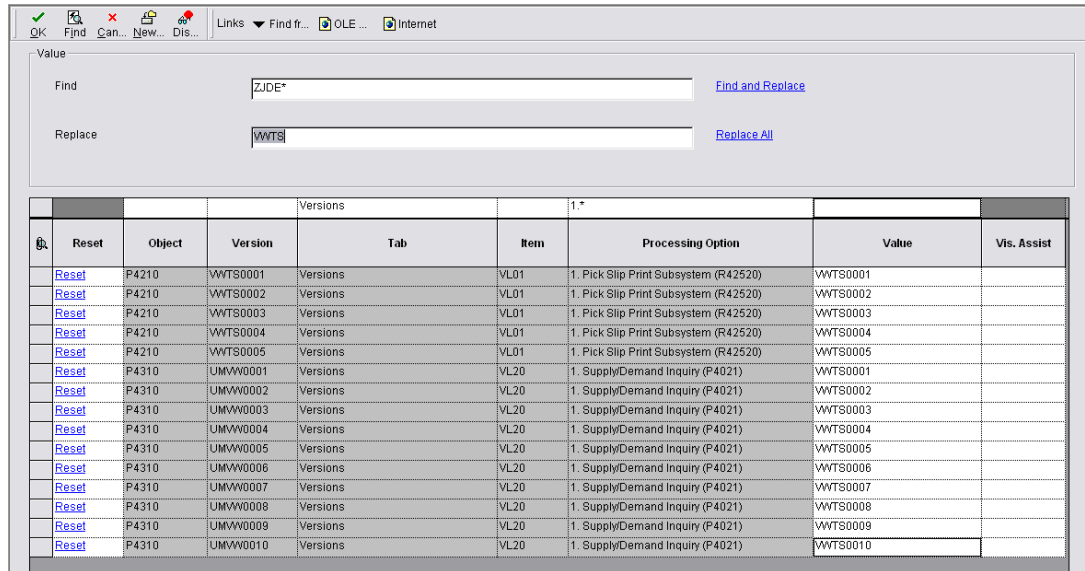 OK Find Can... New... Dis... Links Find fr... OLE ... Internet
Value
Find ZJDE* Find and Replace
Replace VWTS Replace All
Versions 1.*
Reset Object Version Tab Item Processing Option Value Vis. Assist
Reset P4210 VWTS0001 Versions VL01 1. Pick Slip Print Subsystem (R42520) VWTS0001
Reset P4210 VWTS0002 Versions VL01 1. Pick Slip Print Subsystem (R42520) VWTS0002
Reset P4210 VWTS0003 Versions VL01 1. Pick Slip Print Subsystem (R42520) VWTS0003
Reset P4210 VWTS0004 Versions VL01 1. Pick Slip Print Subsystem (R42520) VWTS0004
Reset P4210 VWTS0005 Versions VL01 1. Pick Slip Print Subsystem (R42520) VWTS0005
Reset P4310 UMVW0001 Versions VL20 1. Supply/Demand Inquiry (P4021) VWTS0001
Reset P4310 UMVW0002 Versions VL20 1. Supply/Demand Inquiry (P4021) VWTS0002
Reset P4310 UMVW0003 Versions VL20 1. Supply/Demand Inquiry (P4021) VWTS0003
Reset P4310 UMVW0004 Versions VL20 1. Supply/Demand Inquiry (P4021) VWTS0004
Reset P4310 UMVW0005 Versions VL20 1. Supply/Demand Inquiry (P4021) VWTS0005
Reset P4310 UMVW0006 Versions VL20 1. Supply/Demand Inquiry (P4021) VWTS0006
Reset P4310 UMVW0007 Versions VL20 1. Supply/Demand Inquiry (P4021) VWTS0007
Reset P4310 UMVW0008 Versions VL20 1. Supply/Demand Inquiry (P4021) VWTS0008
Reset P4310 UMVW0009 Versions VL20 1. Supply/Demand Inquiry (P4021) VWTS0009
Reset P4310 UMVW0010 Versions VL20 1. Supply/Demand Inquiry (P4021) VWTS0010